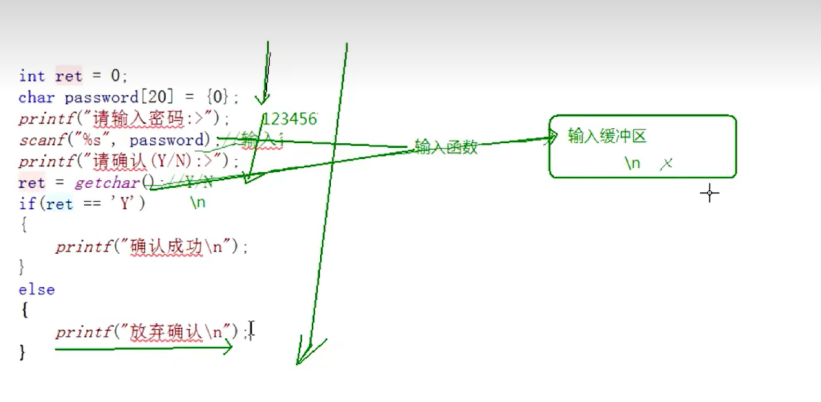 int ret = 0;
char password[20] = {0};
printf("请输入密码:>");
123456
scanf("%s", password);//输入
输入函数
输入缓冲区
\n
printf("请确认(Y/N):>");
ret = getchar();//Y/N
\n
if(ret == 'Y')
{
printf("确认成功\n");
}
else
{
printf("放弃确认\n");
}